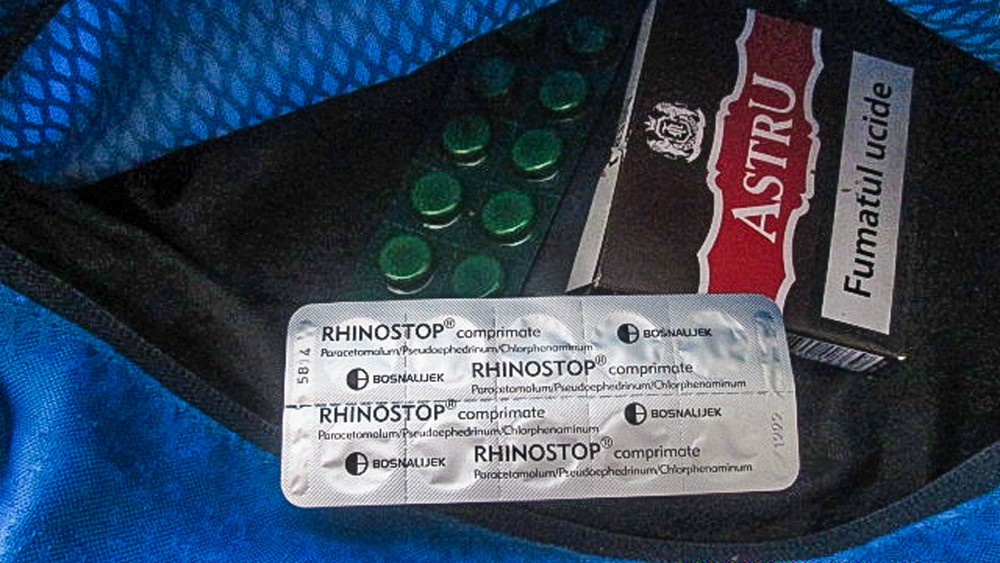 ASTRU
Fumatul ucide
RHINOSTOP® comprimate
Paracetamolum/Pseudoephedrinum/Chlorphenaminum
BOSNALIJEK
5814
BOSNALIJEK
RHINOSTOP® comprimate
Paracetamolum/Pseudoephedrinum/Chlorphenaminum
RHINOSTOP® comprimate
Paracetamolum/Pseudoephedrinum/Chlorphenaminum
BOSNALIJEK
BOSNALIJEK
RHINOSTOP® comprimate
Paracetamolum/Pseudoephedrinum/Chlorphenaminum